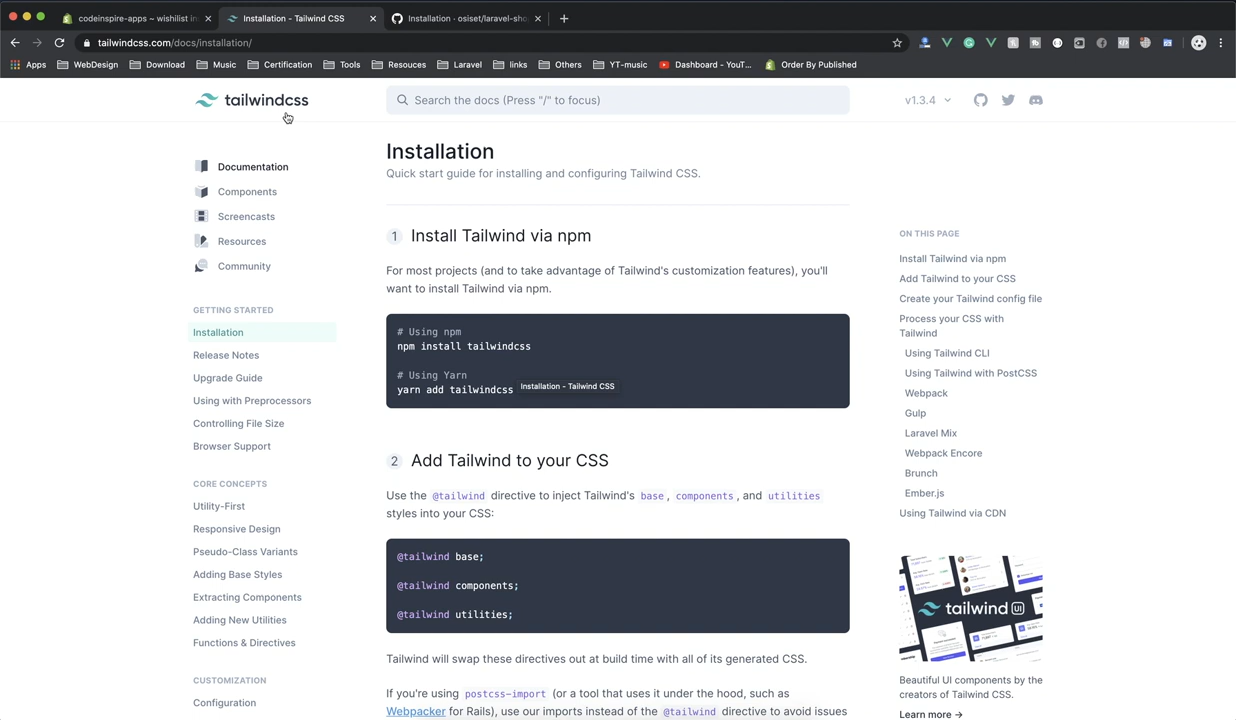 codeinspire-apps ~ wishilist in
Installation - Tailwind CSS
Installation · osiset/laravel-sho
tailwindcss.com/docs/installation/
Apps
WebDesign
Download
Music
Certification
Tools
Resouces
Laravel
links
Others
YT-music
Dashboard - YouT...
Order By Published
tailwindcss
Search the docs (Press "/" to focus)
v1.3.4
Documentation
Components
Screencasts
Resources
Community
GETTING STARTED
Installation
Release Notes
Upgrade Guide
Using with Preprocessors
Controlling File Size
Browser Support
CORE CONCEPTS
Utility-First
Responsive Design
Pseudo-Class Variants
Adding Base Styles
Extracting Components
Adding New Utilities
Functions & Directives
CUSTOMIZATION
Configuration
Installation
Quick start guide for installing and configuring Tailwind CSS.
1 Install Tailwind via npm
For most projects (and to take advantage of Tailwind's customization features), you'll
want to install Tailwind via npm.
# Using npm
npm install tailwindcss
# Using Yarn
yarn add tailwindcss
Installation - Tailwind CSS
2 Add Tailwind to your CSS
Use the @tailwind directive to inject Tailwind's base, components, and utilities
styles into your CSS:
@tailwind base;
@tailwind components;
@tailwind utilities;
Tailwind will swap these directives out at build time with all of its generated CSS.
If you're using postcss-import (or a tool that uses it under the hood, such as
Webpacker for Rails), use our imports instead of the @tailwind directive to avoid issues
ON THIS PAGE
Install Tailwind via npm
Add Tailwind to your CSS
Create your Tailwind config file
Process your CSS with
Tailwind
Using Tailwind CLI
Using Tailwind with PostCSS
Webpack
Gulp
Laravel Mix
Webpack Encore
Brunch
Ember.js
Using Tailwind via CDN
tailwind UI
Beautiful UI components by the
creators of Tailwind CSS.
Learn more →